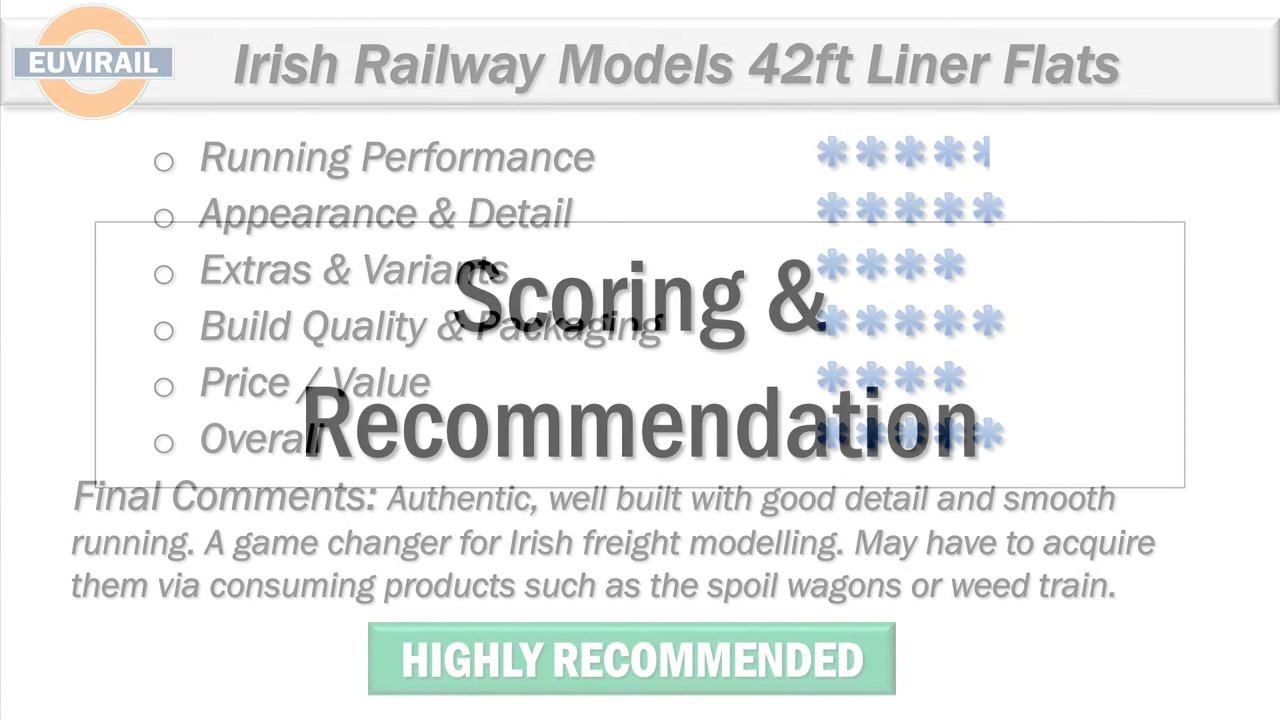 EUVIRAIL
Irish Railway Models 42ft Liner Flats
Running Performance
Appearance & Detail
Extras & Variants
Build Quality & Packaging
Price / Value
Overall
Scoring &
Recommendation
Final Comments: Authentic, well built with good detail and smooth
running. A game changer for Irish freight modelling. May have to acquire
them via consuming products such as the spoil wagons or weed train.
HIGHLY RECOMMENDED